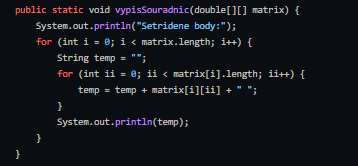 public static void vypisSouradnic(double[][] matrix) {
    System.out.println("Setridene body:");
    for (int i = 0; i < matrix.length; i++) {
        String temp = "";
        for (int ii = 0; ii < matrix[i].length; ii++) {
            temp = temp + matrix[i][ii] + " ";
        }
        System.out.println(temp);
    }
}